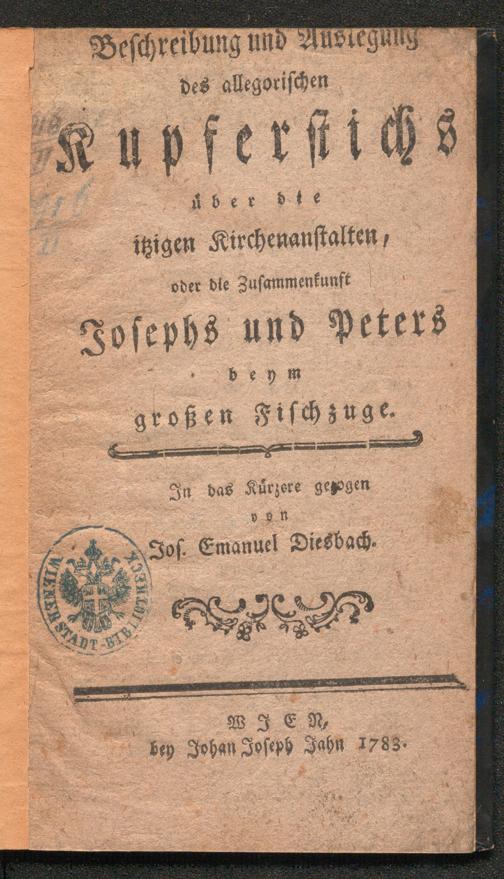 Beschreibung und Auslegung
des allegorischen
Kupferstichs
über die
itzigen Kirchenanstalten,
oder die Zusammenkunft
Josephs und Peters
beym
großen Fischzuge.
In das Kürzere gezogen
von
Jos. Emanuel Diesbach.
WIENER STADT-BIBLIOTHECK
WIEN,
bey Johan Joseph Jahn 1783.